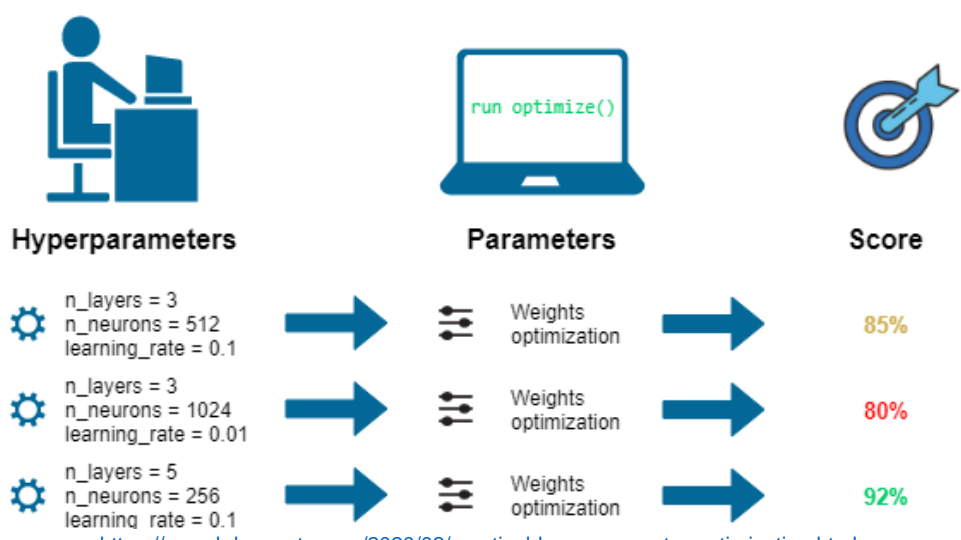 run optimize()
Hyperparameters
Parameters
Score
n_layers = 3
n_neurons = 512
learning_rate = 0.1
Weights
optimization
85%
n_layers = 3
n_neurons = 1024
learning_rate = 0.01
Weights
optimization
80%
n_layers = 5
n_neurons = 256
learning_rate = 0.1
Weights
optimization
92%